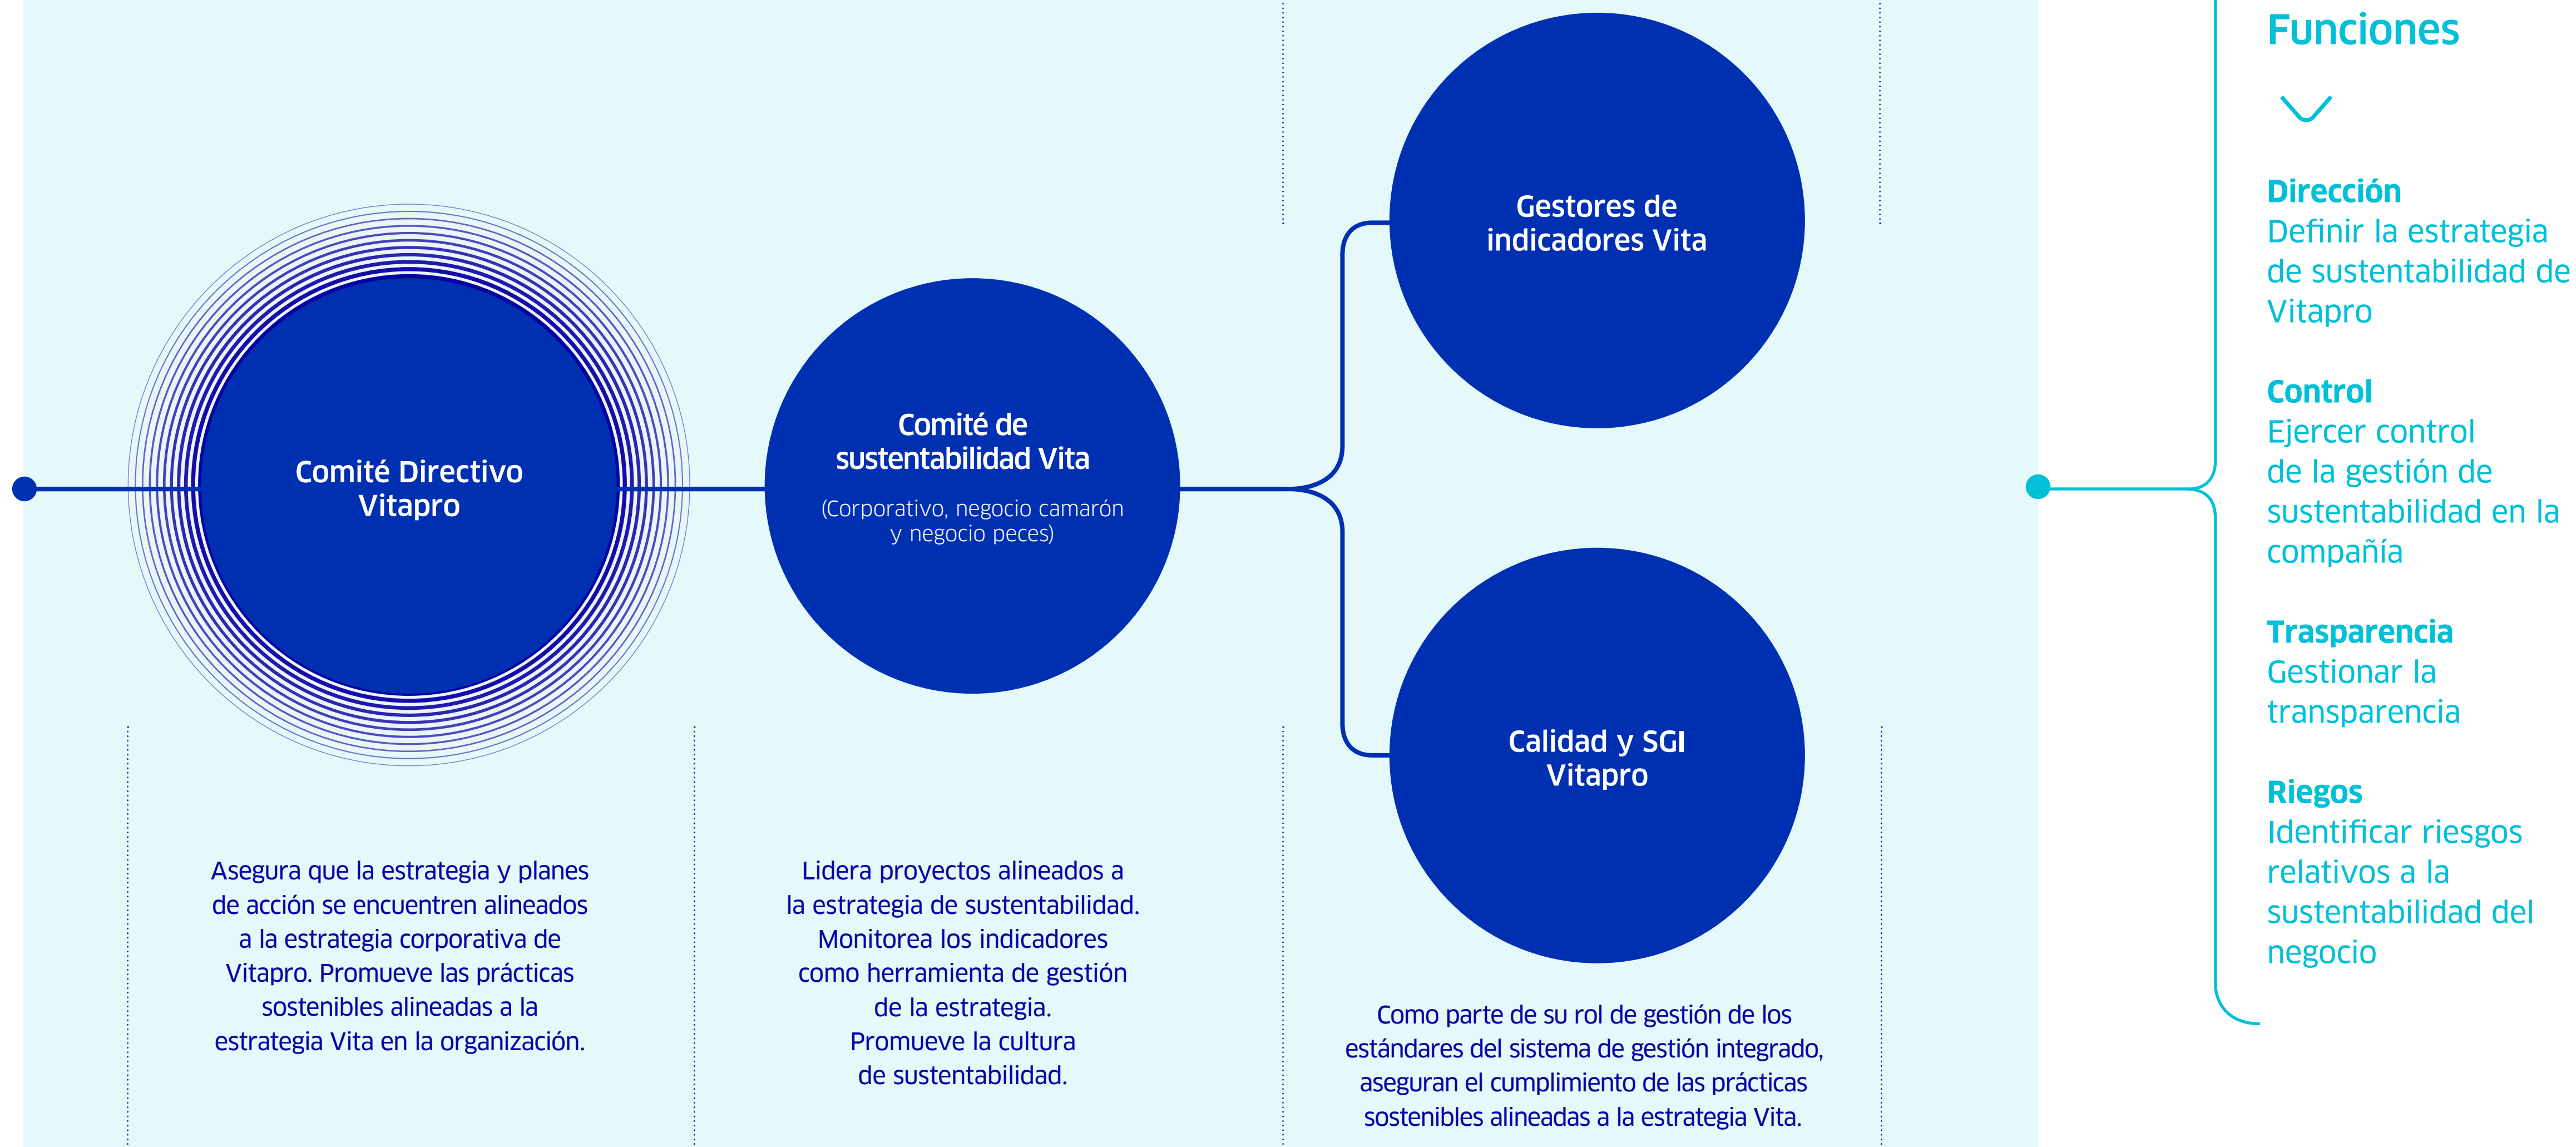 Comité Directivo
Vitapro
Asegura que la estrategia y planes
de acción se encuentren alineados
a la estrategia corporativa de
Vitapro. Promueve las prácticas
sostenibles alineadas a la
estrategia Vita en la organización.
Comité de
sustentabilidad Vita
(Corporativo, negocio camarón
y negocio peces)
Lidera proyectos alineados a
la estrategia de sustentabilidad.
Monitorea los indicadores
como herramienta de gestión
de la estrategia.
Promueve la cultura
de sustentabilidad.
Gestores de
indicadores Vita
Calidad y SGI
Vitapro
Como parte de su rol de gestión de los
estándares del sistema de gestión integrado,
aseguran el cumplimiento de las prácticas
sostenibles alineadas a la estrategia Vita.
Funciones
Dirección
Definir la estrategia
de sustentabilidad de
Vitapro
Control
Ejercer control
de la gestión de
sustentabilidad en la
compañía
Trasparencia
Gestionar la
transparencia
Riegos
Identificar riesgos
relativos a la
sustentabilidad del
negocio